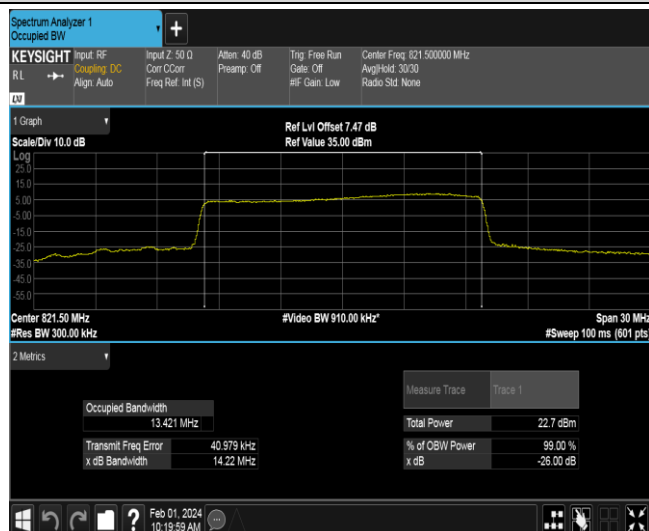 Spectrum Analyzer 1
Occupied BW
+
KEYSIGHT
RL
LXI
Input: RF
Coupling: DC
Align: Auto
Input Z: 50 Ω
Corr CCorr
Freq Ref: Int (S)
Atten: 40 dB
Preamp: Off
Trig: Free Run
Gate: Off
#IF Gain: Low
Center Freq: 821.500000 MHz
Avg|Hold: 30/30
Radio Std: None
1 Graph
Scale/Div 10.0 dB
Ref Lvl Offset 7.47 dB
Ref Value 35.00 dBm
Log
25.0
15.0
5.00
-5.00
-15.0
-25.0
-35.0
-45.0
-55.0
Center 821.50 MHz
#Res BW 300.00 kHz
#Video BW 910.00 kHz*
Span 30 MHz
#Sweep 100 ms (601 pts)
2 Metrics
Measure Trace
Trace 1
Occupied Bandwidth
13.421 MHz
Total Power 22.7 dBm
Transmit Freq Error 40.979 kHz
% of OBW Power 99.00 %
x dB Bandwidth 14.22 MHz
x dB -26.00 dB
?
Feb 01, 2024
10:19:59 AM